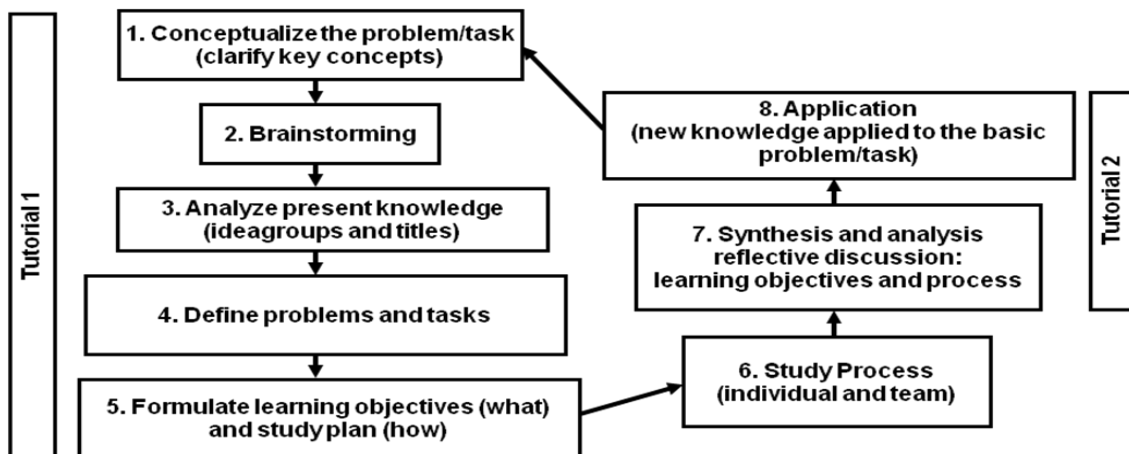 Tutorial 1
1. Conceptualize the problem/task
(clarify key concepts)
2. Brainstorming
3. Analyze present knowledge
(ideagroups and titles)
4. Define problems and tasks
5. Formulate learning objectives (what)
and study plan (how)
6. Study Process
(individual and team)
7. Synthesis and analysis
reflective discussion:
learning objectives and process
8. Application
(new knowledge applied to the basic
problem/task)
Tutorial 2